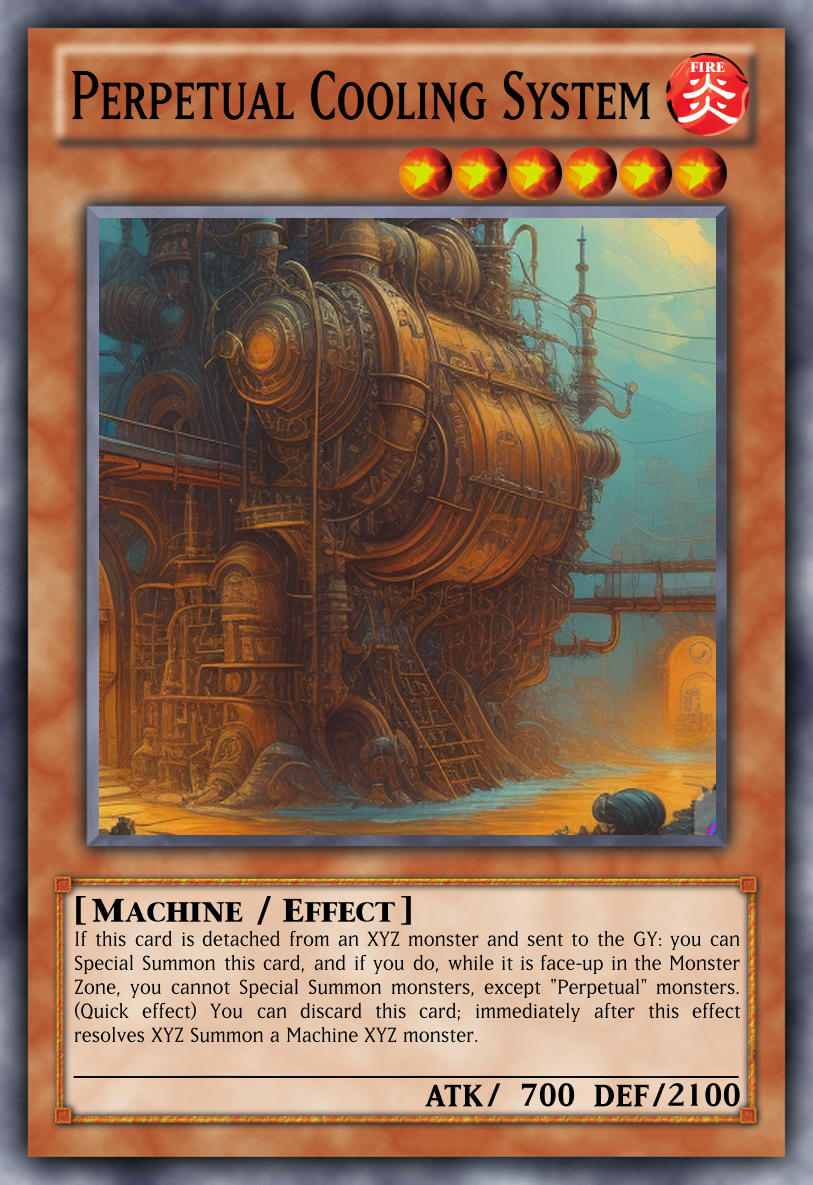 Perpetual Cooling System
FIRE
炎
[ Machine / Effect ]
If this card is detached from an XYZ monster and sent to the GY: you can
Special Summon this card, and if you do, while it is face-up in the Monster
Zone, you cannot Special Summon monsters, except "Perpetual" monsters.
(Quick effect) You can discard this card; immediately after this effect
resolves XYZ Summon a Machine XYZ monster.
ATK/ 700 DEF/2100